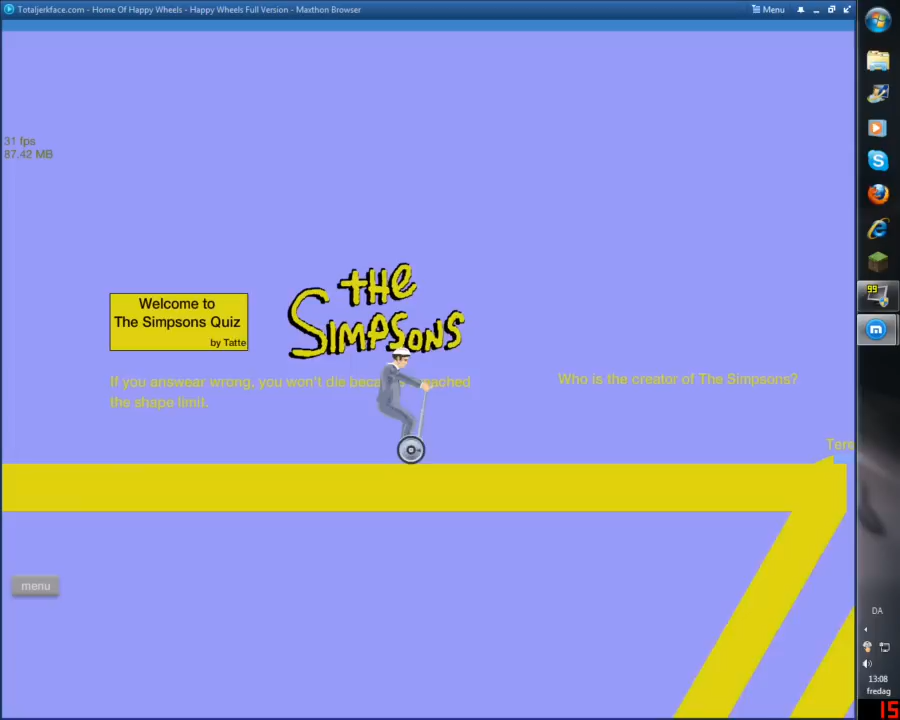 Totaljerkface.com - Home Of Happy Wheels - Happy Wheels Full Version - Maxthon Browser
Menu
31 fps
87.42 MB
THE
SIMPSONS
Welcome to
The Simpsons Quiz
by Tatte
If you answear wrong, you won't die
the shape limit.
Who is the creator of The Simpsons?
menu
99
DA
13:08
fredag
15